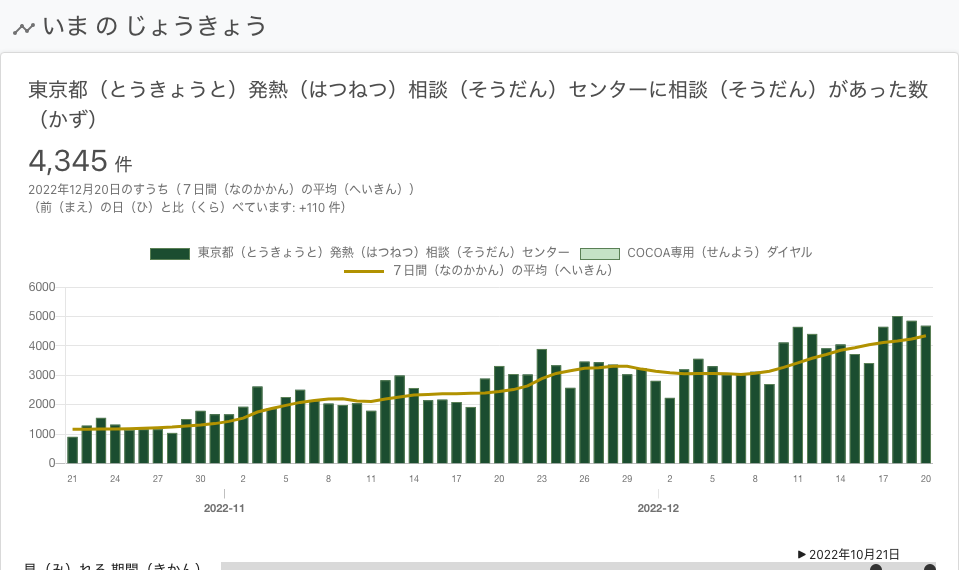 いま の じょうきょう
東京都（とうきょうと）発熱（はつねつ）相談（そうだん）センターに相談（そうだん）があった数
（かず）
4,345 件
2022年12月20日のすうち（７日間（なのかかん）の平均（へいきん））
（前（まえ）の日（ひ）と比（くら）べています: +110 件）
東京都（とうきょうと）発熱（はつねつ）相談（そうだん）センター COCOA専用（せんよう）ダイヤル
７日間（なのかかん）の平均（へいきん）
6000
5000
4000
3000
2000
1000
0
21 24 27 30 2 5 8 11 14 17 20 23 26 29 2 5 8 11 14 17 20
2022-11 2022-12
▶ 2022年10月21日
見（み）れる 期間（きかん）